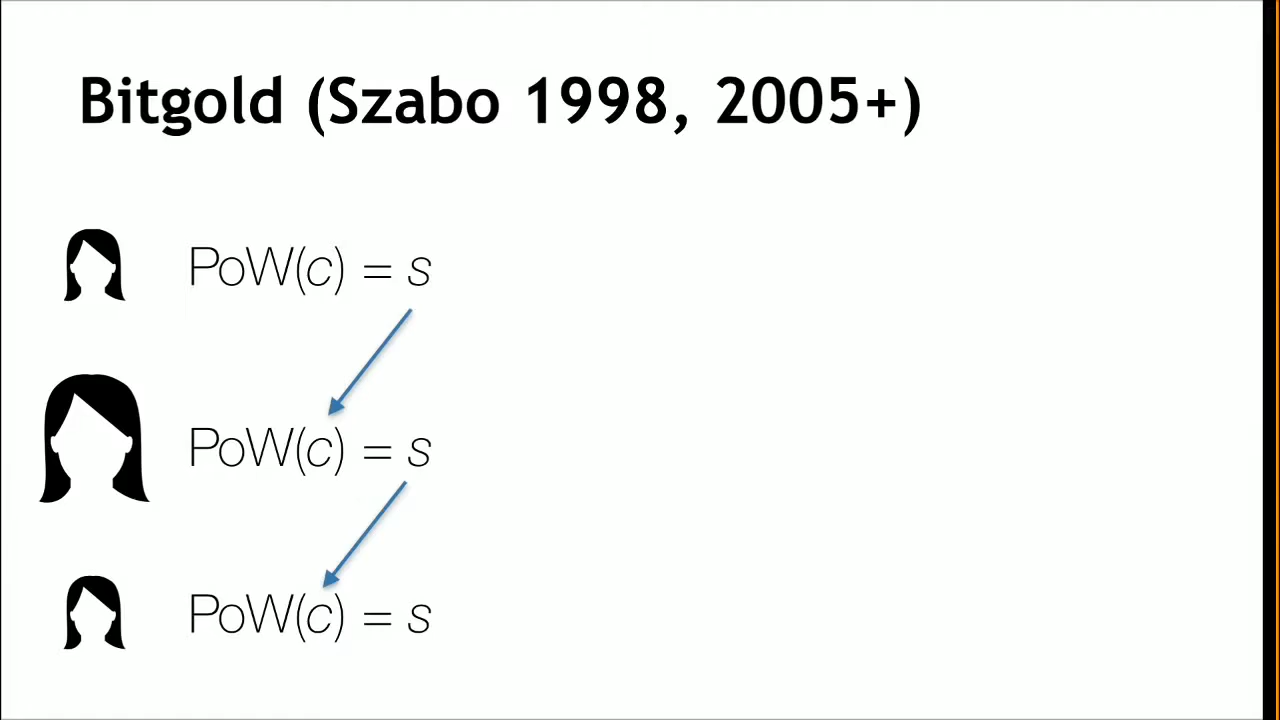 Bitgold (Szabo 1998, 2005+)
PoW(c) = s
PoW(c) = s
PoW(c) = s